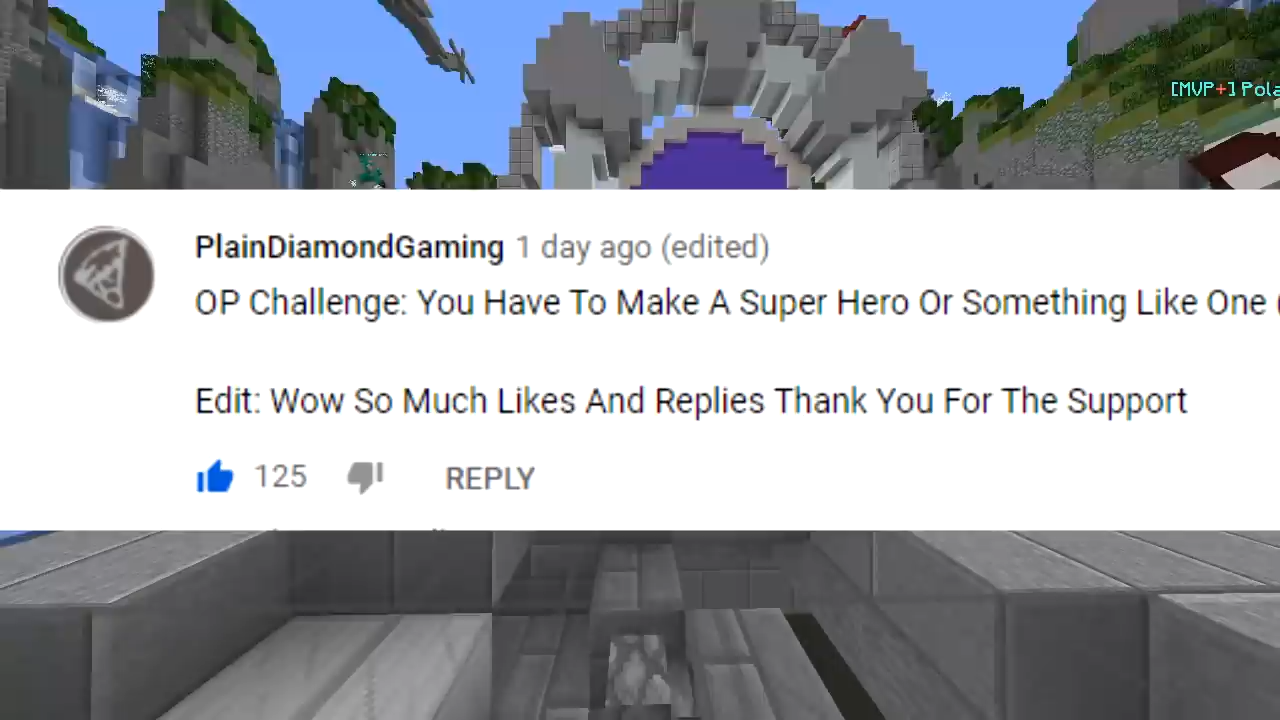 [MVP+] Pola
PlainDiamondGaming 1 day ago (edited)
OP Challenge: You Have To Make A Super Hero Or Something Like One (
Edit: Wow So Much Likes And Replies Thank You For The Support
125 REPLY